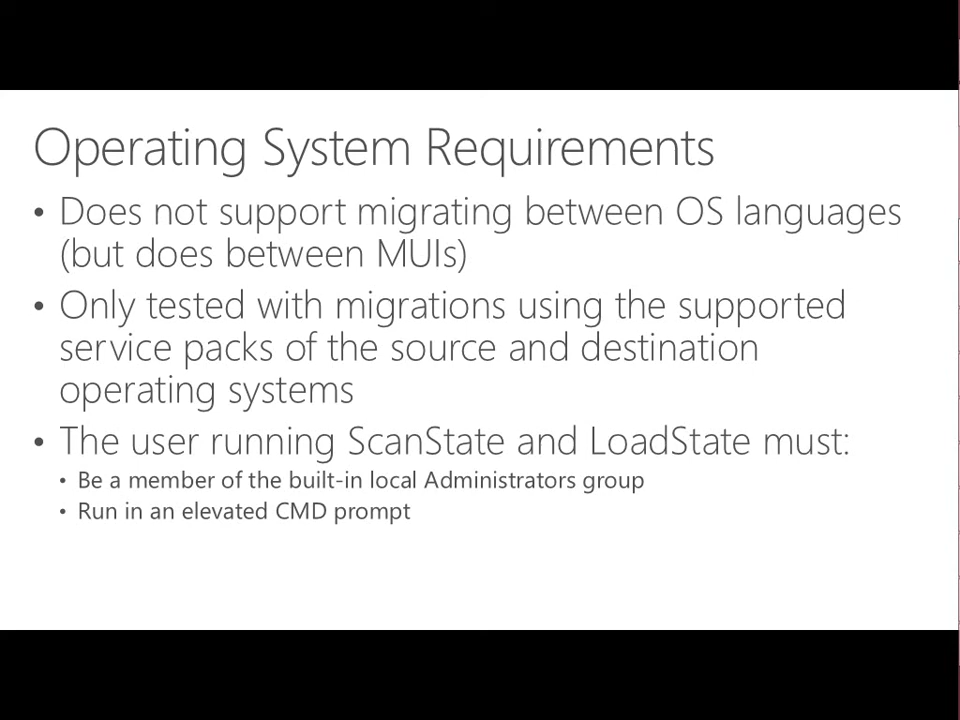 Operating System Requirements
• Does not support migrating between OS languages
(but does between MUIs)
• Only tested with migrations using the supported
service packs of the source and destination
operating systems
• The user running ScanState and LoadState must:
• Be a member of the built-in local Administrators group
• Run in an elevated CMD prompt